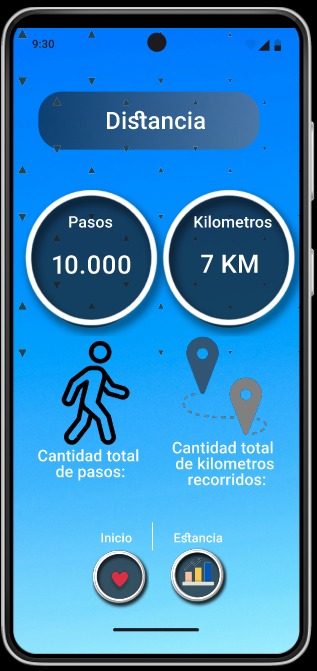 9:30
Distancia
Pasos
10.000
Kilometros
7 KM
Cantidad total
de pasos:
Cantidad total
de kilometros
recorridos:
Inicio
Estancia